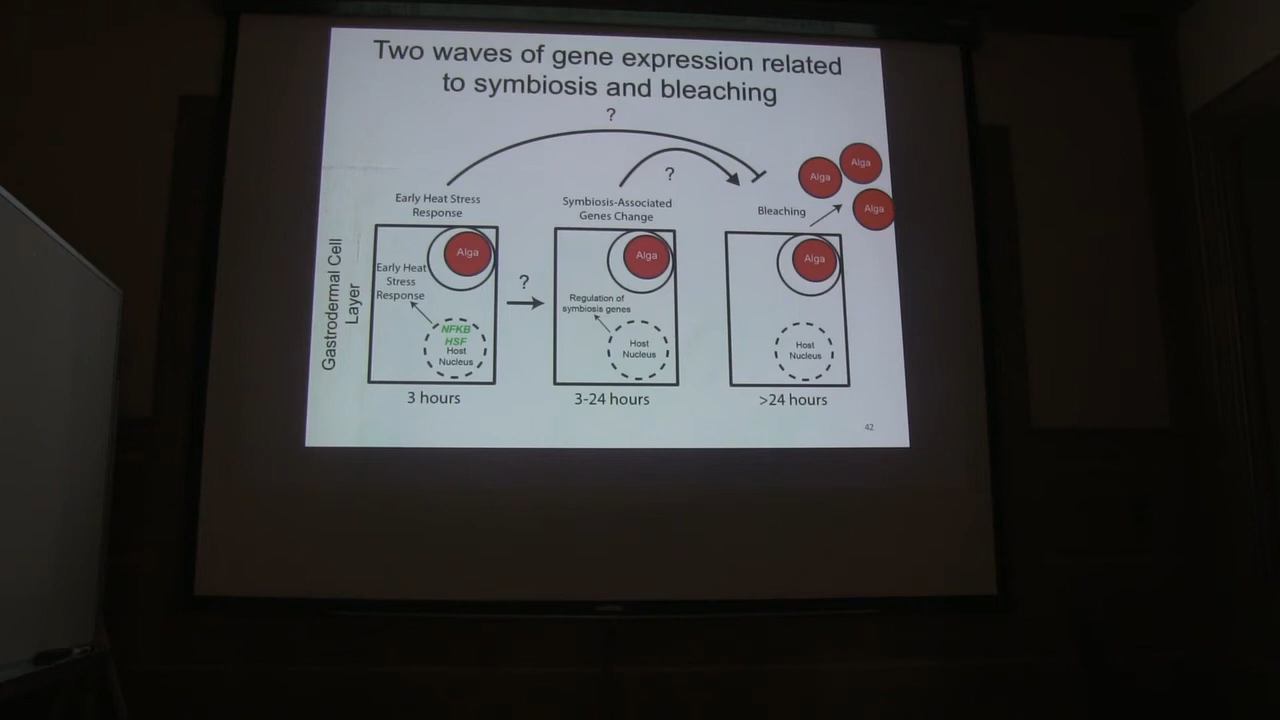 Two waves of gene expression related
to symbiosis and bleaching
?
?
Early Heat Stress
Response
Symbiosis-Associated
Genes Change
Bleaching
Alga
Alga
Alga
Gastrodermal Cell
Layer
Alga
Early Heat
Stress
Response
NFKB
HSF
Host
Nucleus
?
Alga
Regulation of
symbiosis genes
Host
Nucleus
Alga
Host
Nucleus
3 hours
3-24 hours
>24 hours
42